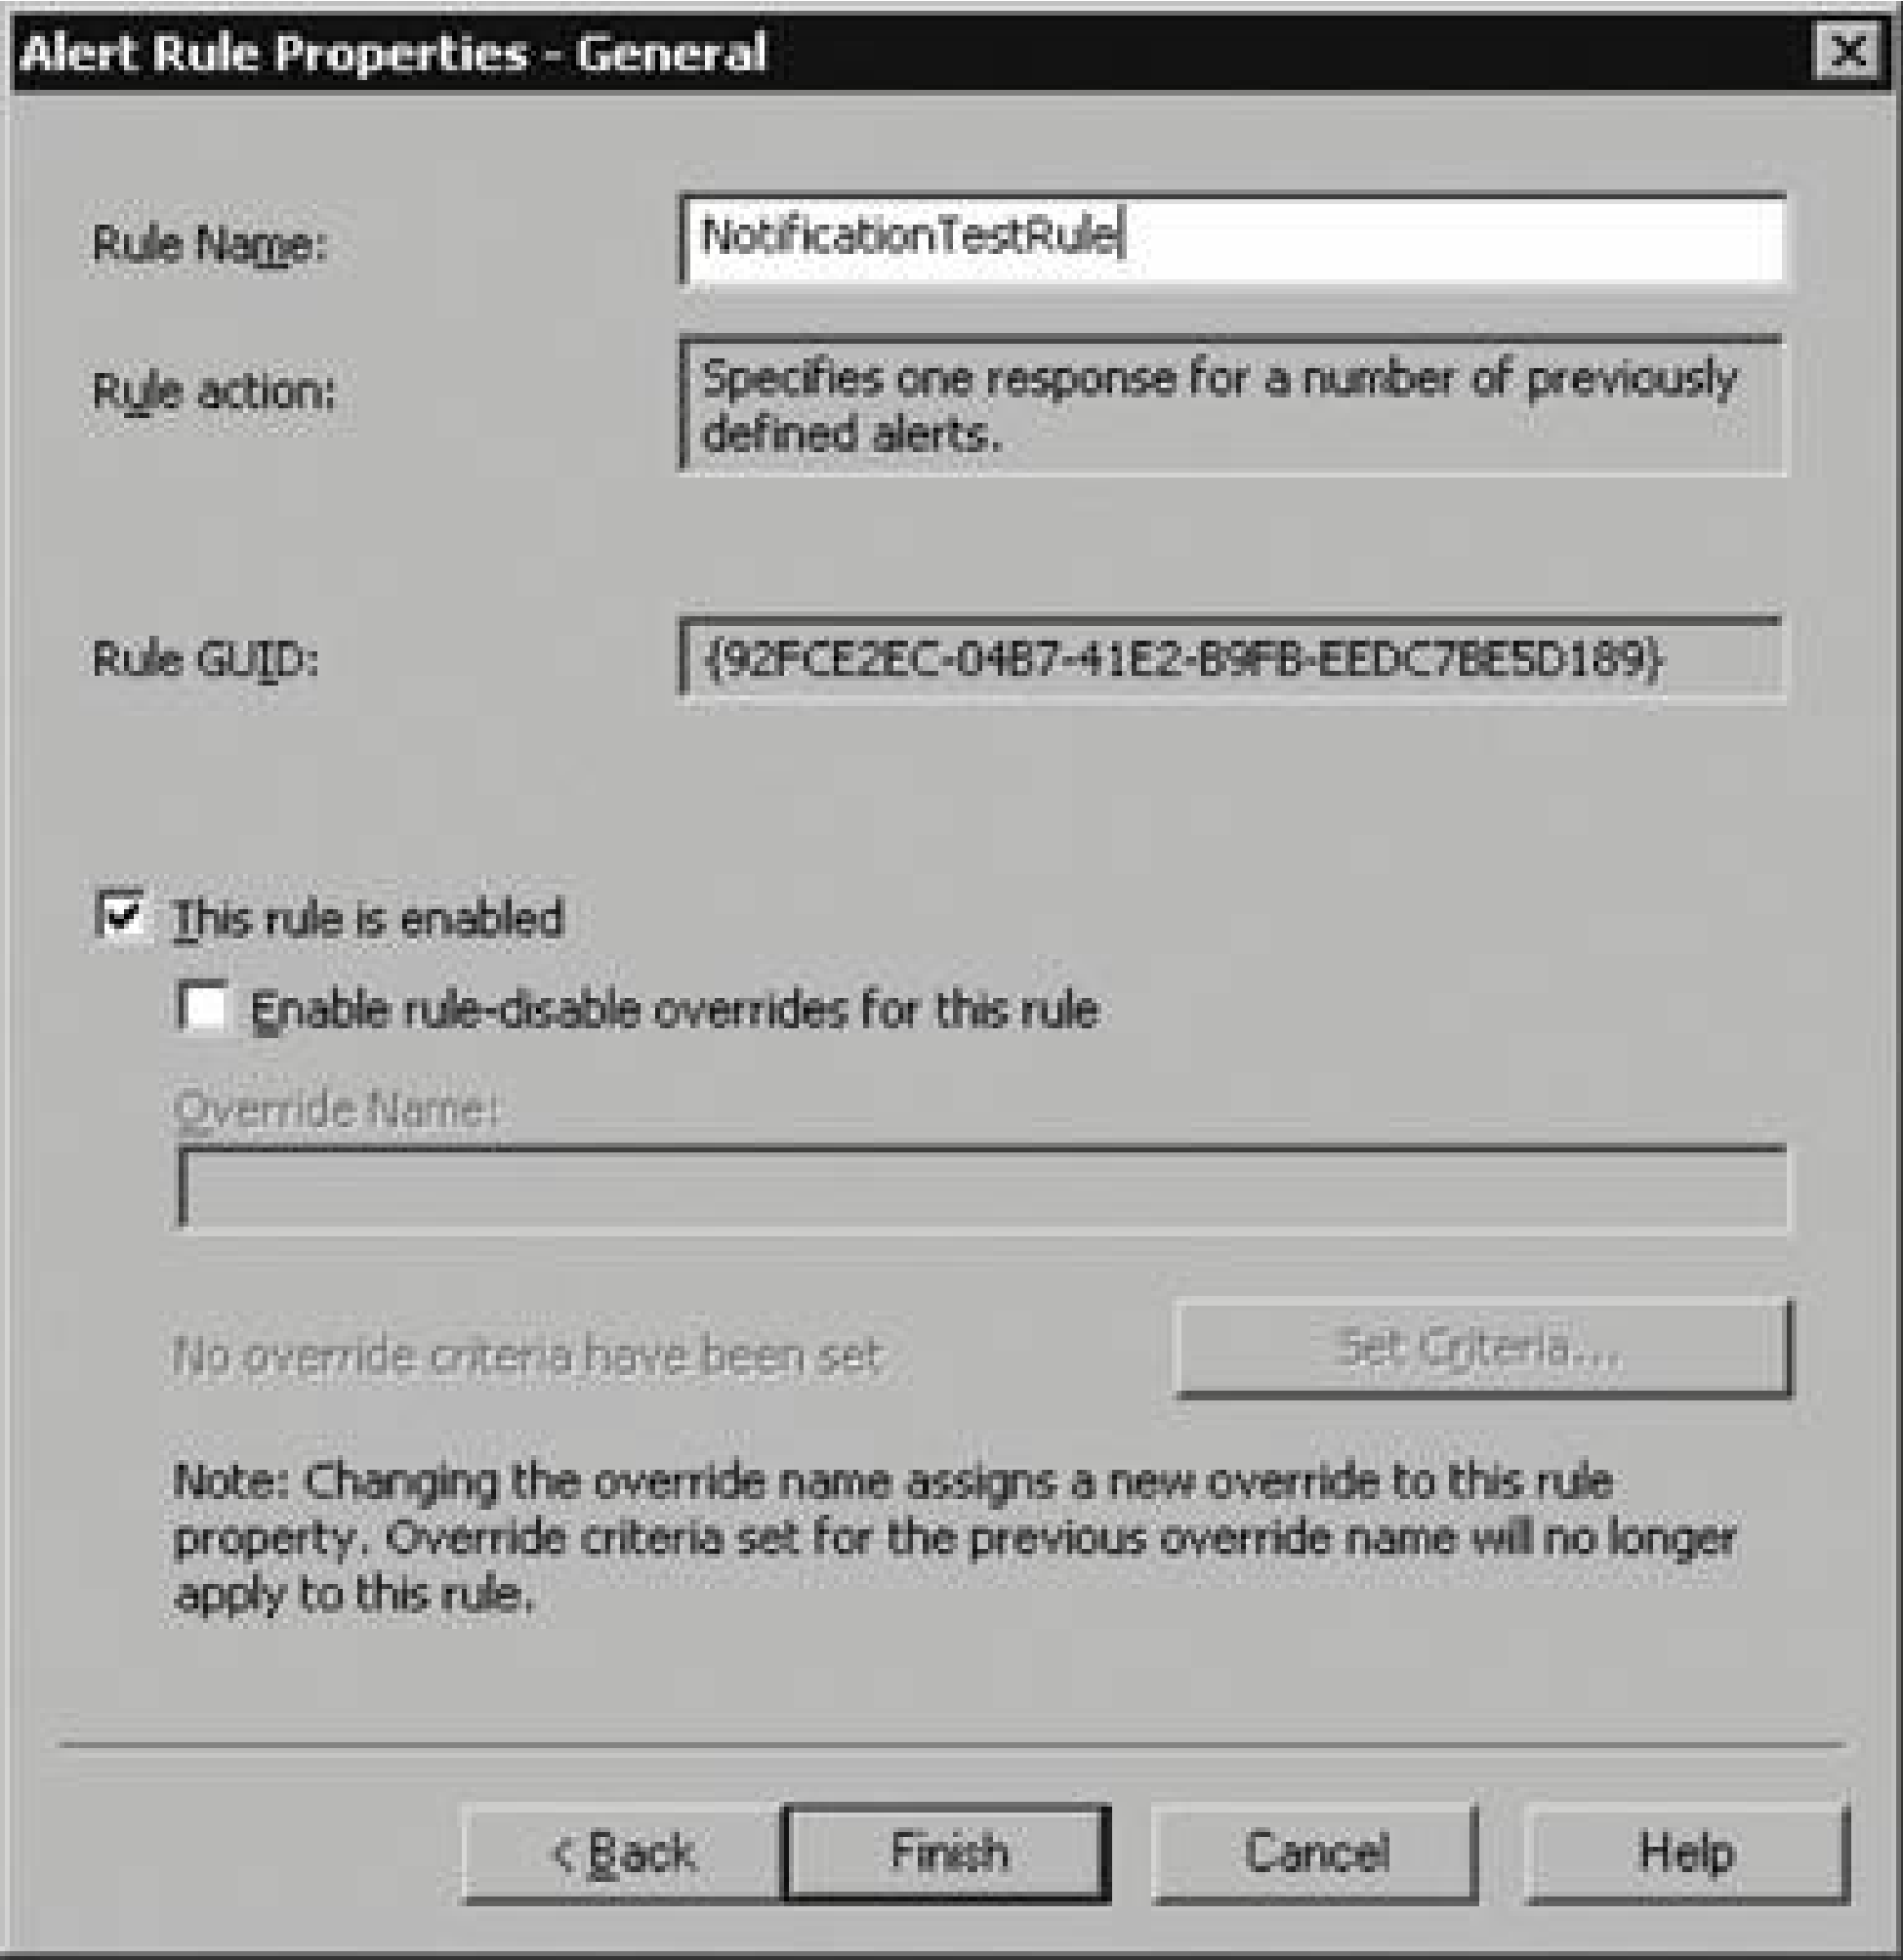 Alert Rule Properties - General
Rule Name:
NotificationTestRule
Rule action:
Specifies one response for a number of previously
defined alerts.
Rule GUID:
{92FCE2EC-04B7-41E2-B9FB-EEDC7BE5D189}
This rule is enabled
Enable rule-disable overrides for this rule
Override Name:
No override criteria have been set
Set Criteria...
Note: Changing the override name assigns a new override to this rule
property. Override criteria set for the previous override name will no longer
apply to this rule.
< Back
Finish
Cancel
Help